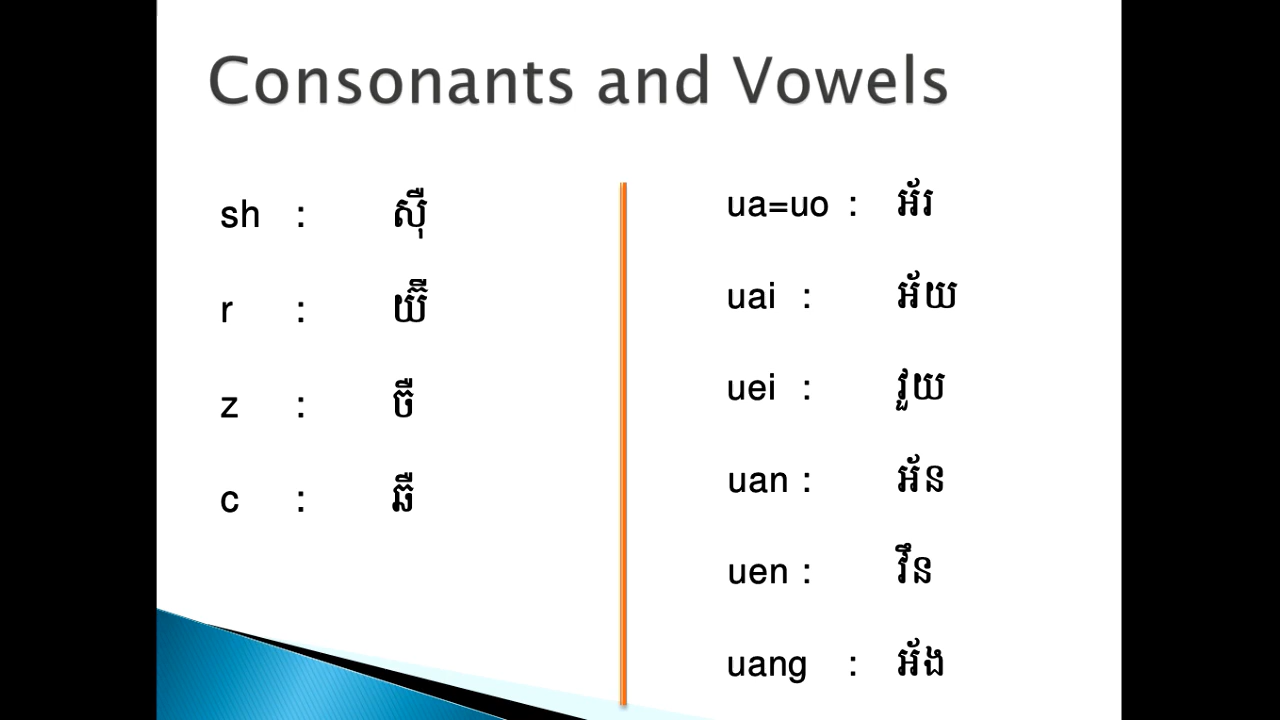 Consonants and Vowels
sh : ស៊ឺ
r : យ៊ី
z : ចឺ
c : ឆឺ
ua=uo : អ័រ
uai : អ័យ
uei : វួយ
uan : អ័ន
uen : វឹន
uang : អ័ង